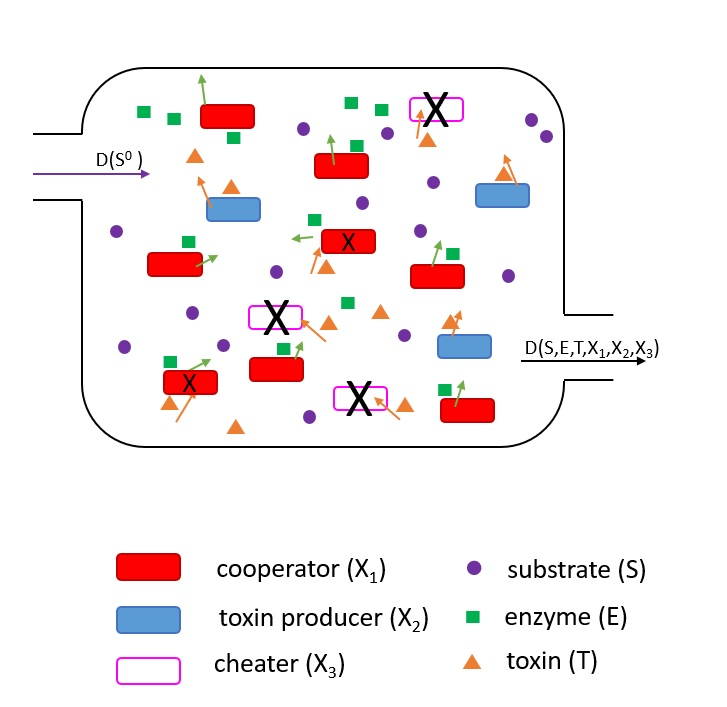 X
D(S⁰ )
X
X
D(S,E,T,X₁,X₂,X₃)
X
X
cooperator (X₁)
substrate (S)
toxin producer (X₂)
enzyme (E)
cheater (X₃)
toxin (T)